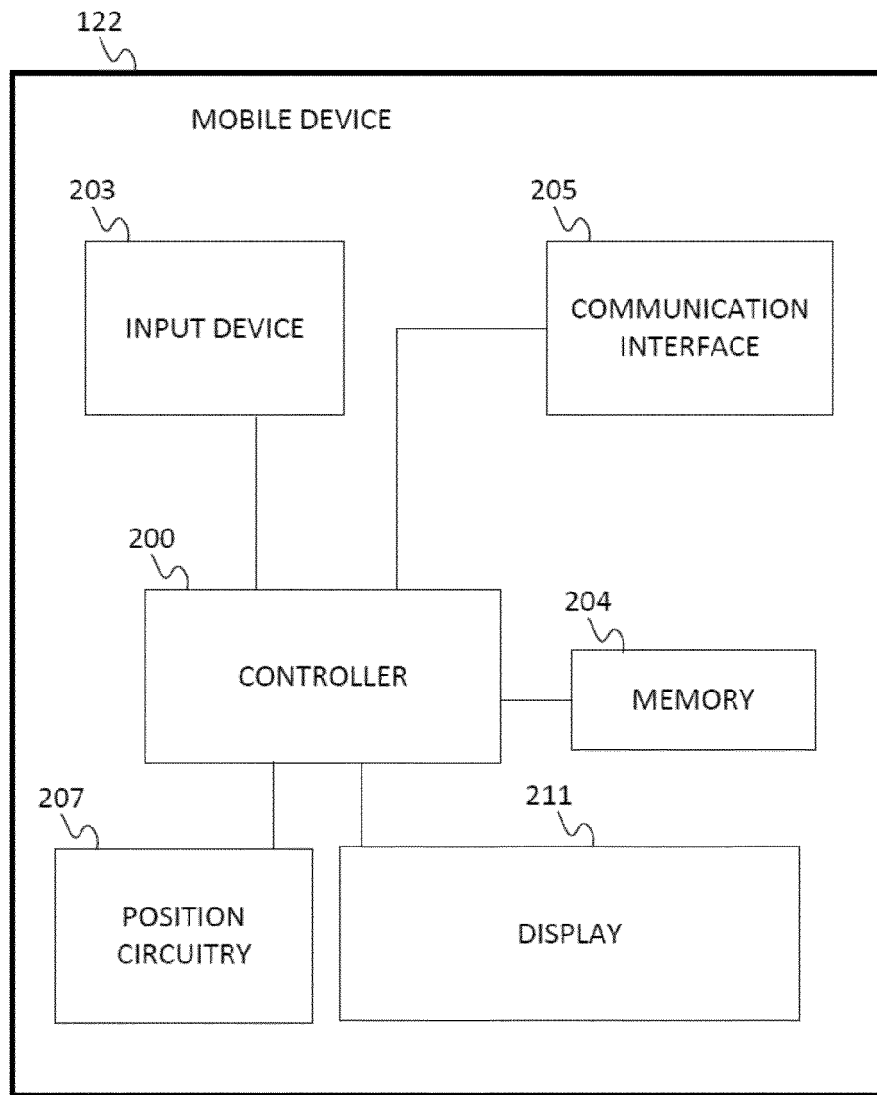 122
MOBILE DEVICE
203
205
INPUT DEVICE
COMMUNICATION
INTERFACE
200
204
CONTROLLER
MEMORY
207
211
POSITION
CIRCUITRY
DISPLAY